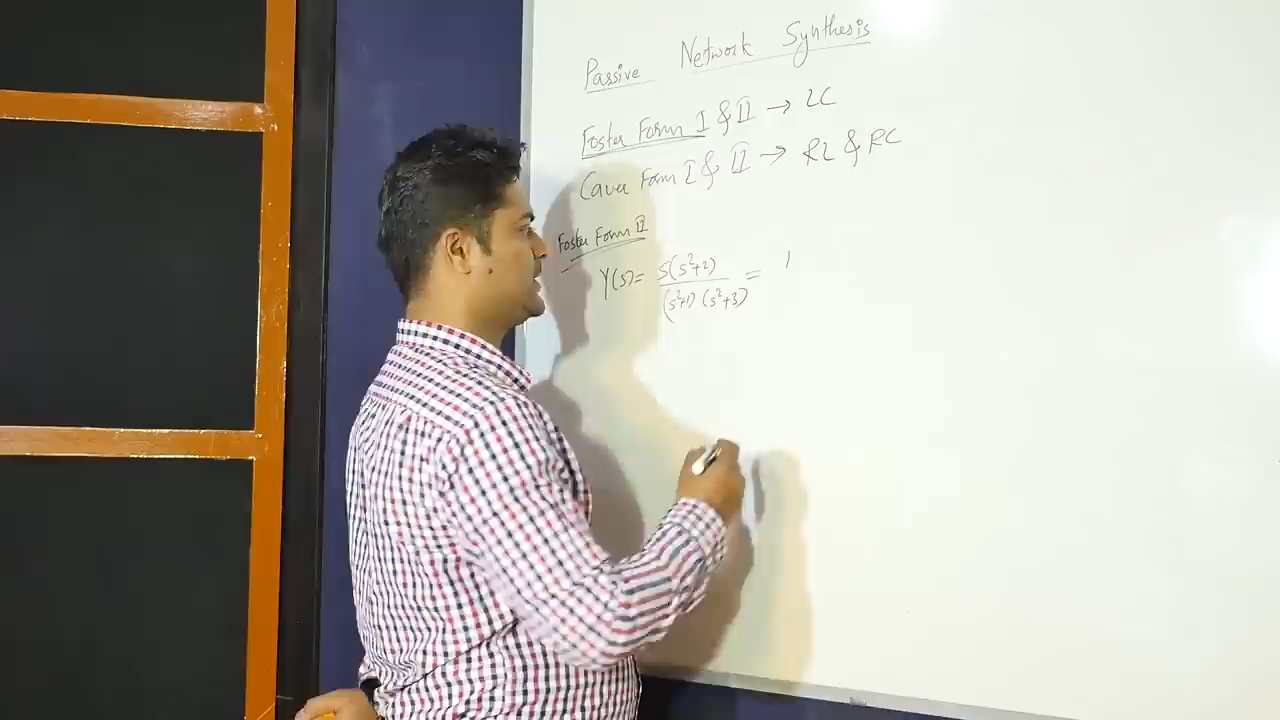 Passive Network Synthesis
Foster Form I & II → LC
Cauer Form I & II → RL & RC
Foster Form II
Y(s) = s(s²+2) / (s²+1) (s²+3) =